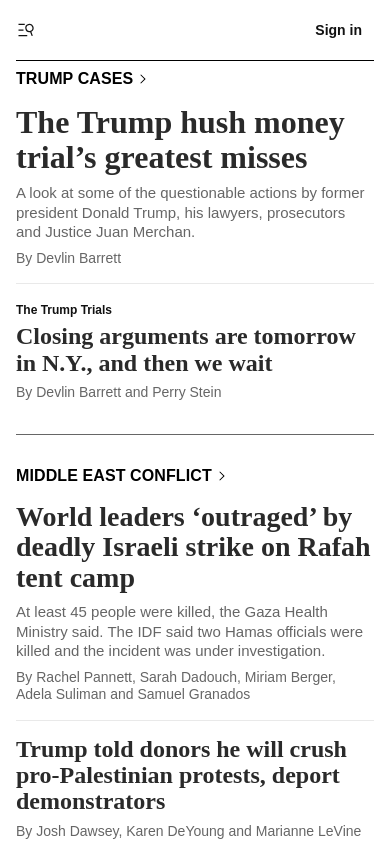 Sign in
TRUMP CASES
The Trump hush money
trial’s greatest misses
A look at some of the questionable actions by former
president Donald Trump, his lawyers, prosecutors
and Justice Juan Merchan.
By Devlin Barrett
The Trump Trials
Closing arguments are tomorrow
in N.Y., and then we wait
By Devlin Barrett and Perry Stein
MIDDLE EAST CONFLICT
World leaders ‘outraged’ by
deadly Israeli strike on Rafah
tent camp
At least 45 people were killed, the Gaza Health
Ministry said. The IDF said two Hamas officials were
killed and the incident was under investigation.
By Rachel Pannett, Sarah Dadouch, Miriam Berger,
Adela Suliman and Samuel Granados
Trump told donors he will crush
pro-Palestinian protests, deport
demonstrators
By Josh Dawsey, Karen DeYoung and Marianne LeVine